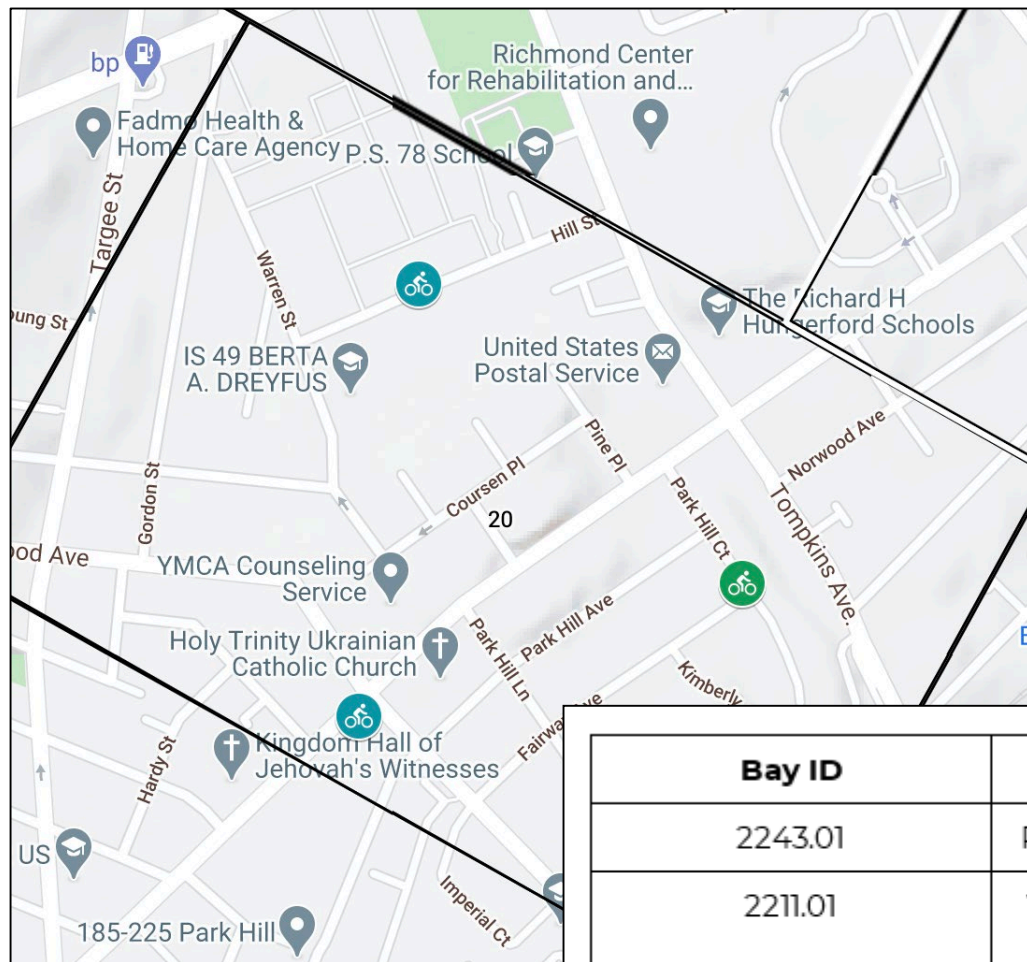 bp
Richmond Center
for Rehabilitation and...
Fadmo Health &
Home Care Agency
P.S. 78 School
Targee St
Hill St
Warren St
The Richard H
Hungerford Schools
IS 49 BERTA
A. DREYFUS
United States
Postal Service
Pine Pl
Norwood Ave
Coursen Pl
Gordon St
20
Park Hill Ct
Tompkins Ave.
Ave
YMCA Counseling
Service
Park Hill Ave
Holy Trinity Ukrainian
Catholic Church
Park Hill Ln
Kimberly
Kingdom Hall of
Jehovah's Witnesses
Hardy St
US
Imperial Ct
185-225 Park Hill
Bay ID
2243.01
2211.01